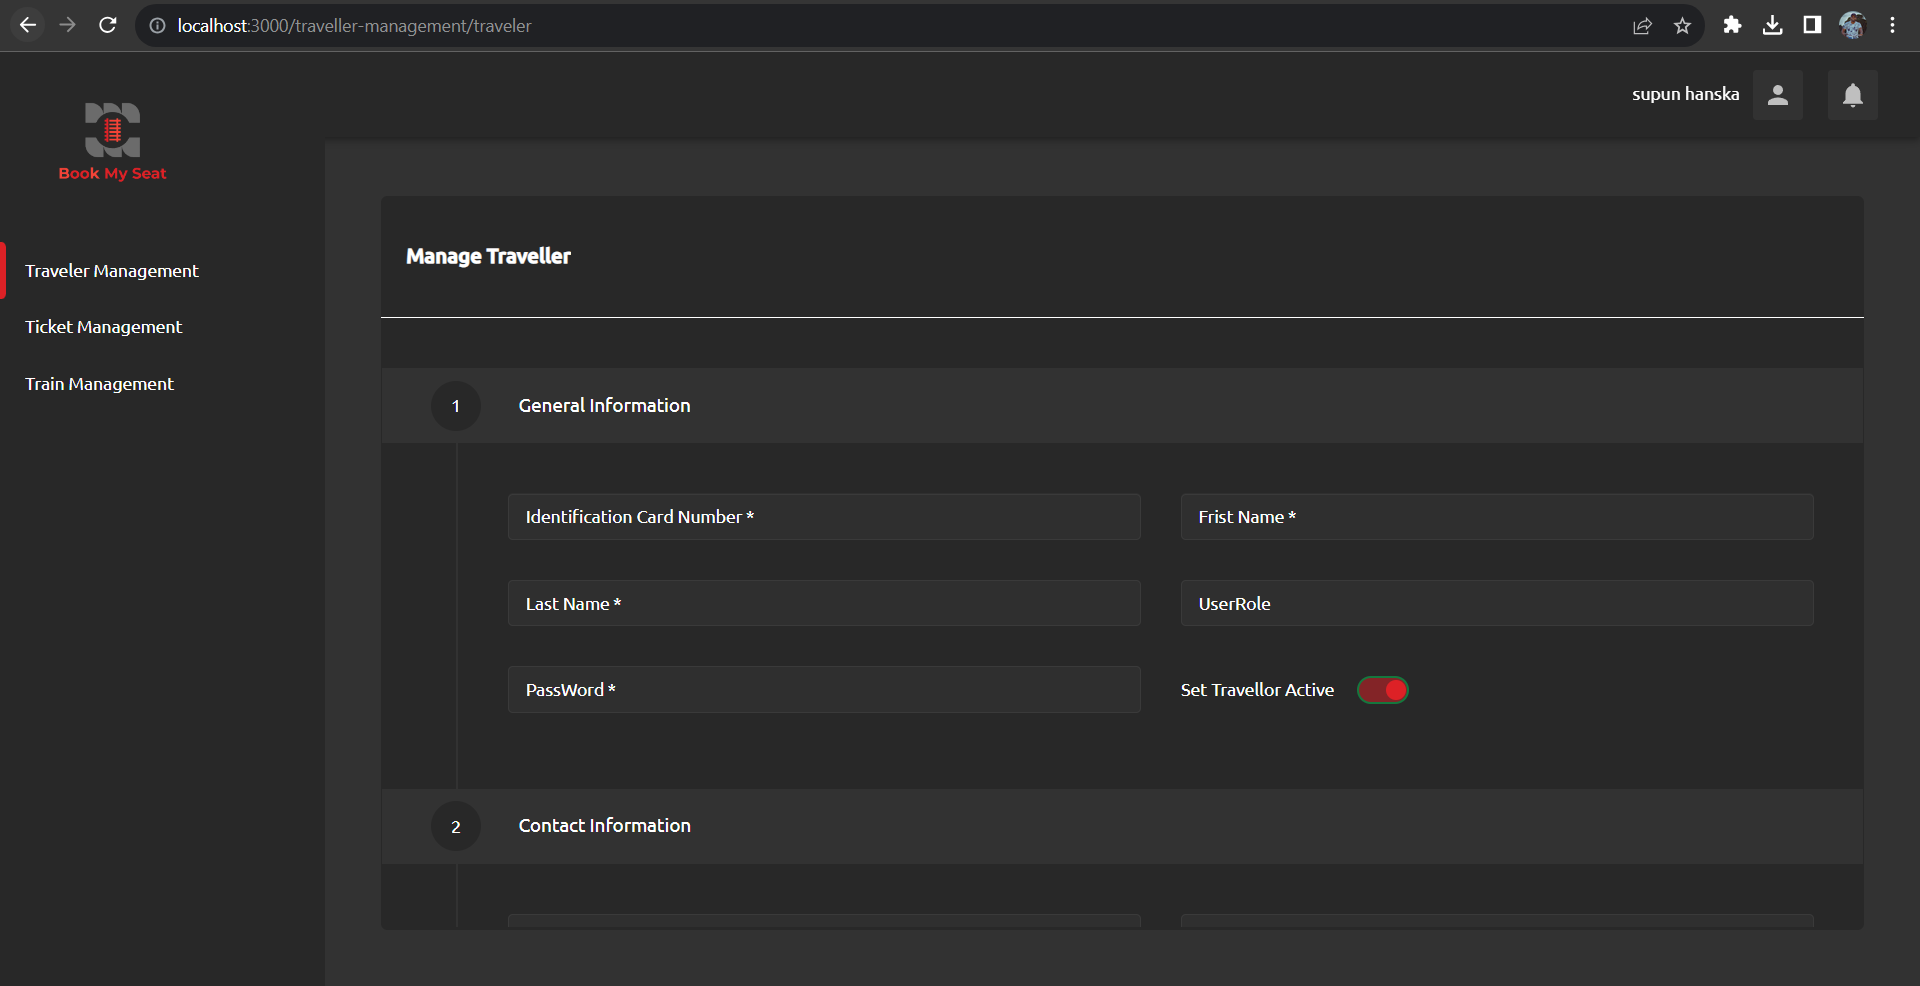 localhost:3000/traveller-management/traveler
supun hanska
Book My Seat
Traveler Management
Ticket Management
Train Management
Manage Traveller
1 General Information
Identification Card Number *
Frist Name *
Last Name *
UserRole
PassWord *
Set Travellor Active
2 Contact Information